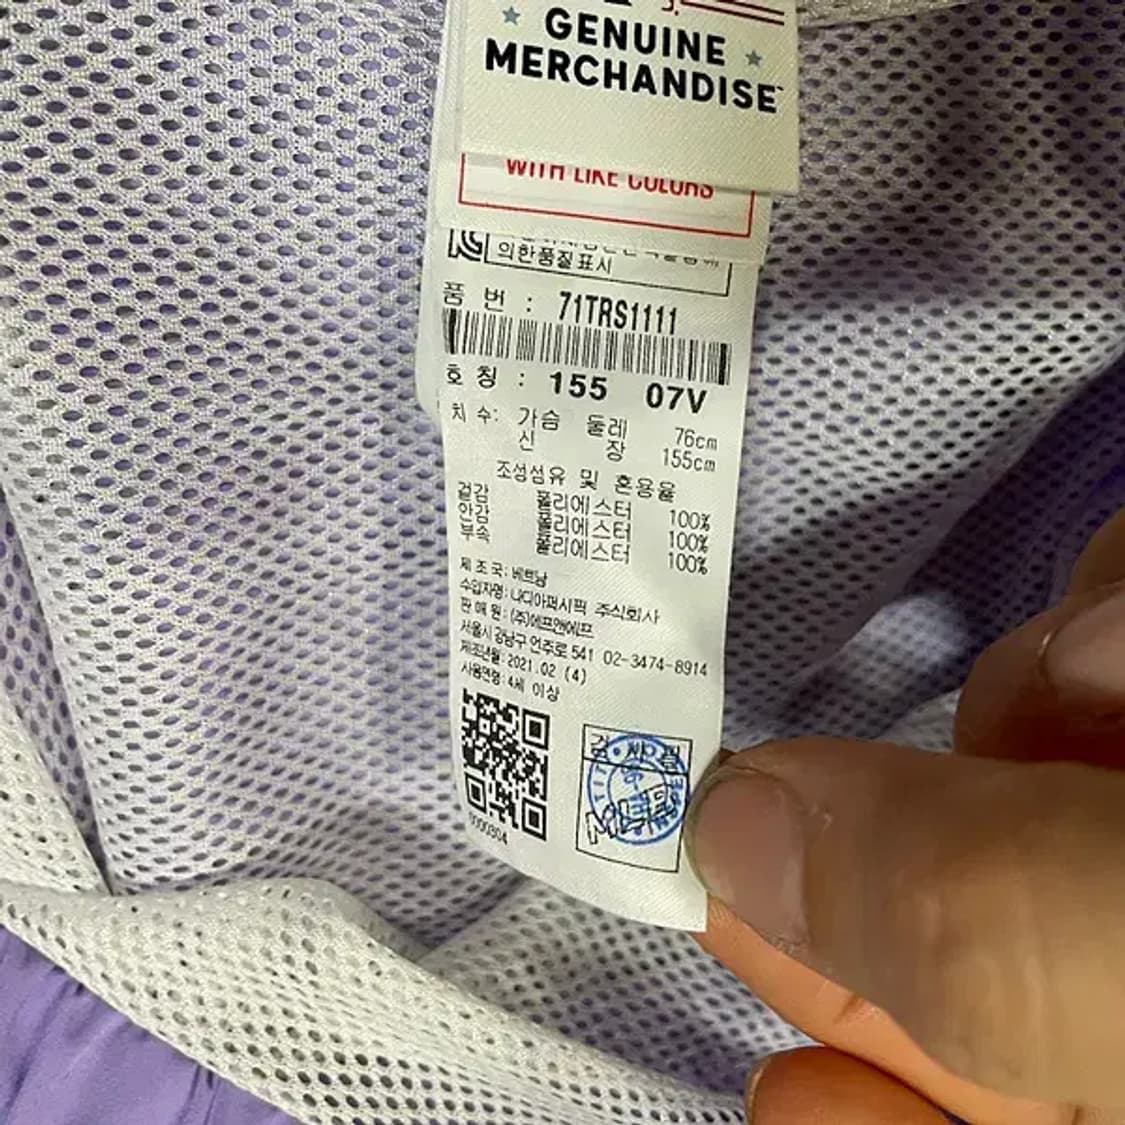 GENUINE
MERCHANDISE™
WITH LIKE COLORS
의한품질표시
품 번 : 71TRS1111
호 칭 : 155 07V
치 수: 가슴 둘레 76cm
신 장 155cm
조성섬유 및 혼용율
겉감 폴리에스터 100%
안감 폴리에스터 100%
부속 폴리에스터 100%
제 조 국: 베트남
수입자명: 나디아퍼시픽 주식회사
판 매 원: (주)에프앤에프
서울시 강남구 언주로 541 02-3474-8914
제조년월: 2021.02 (4)
사용연령: 4세 이상
0000304
검 사 필
MLB